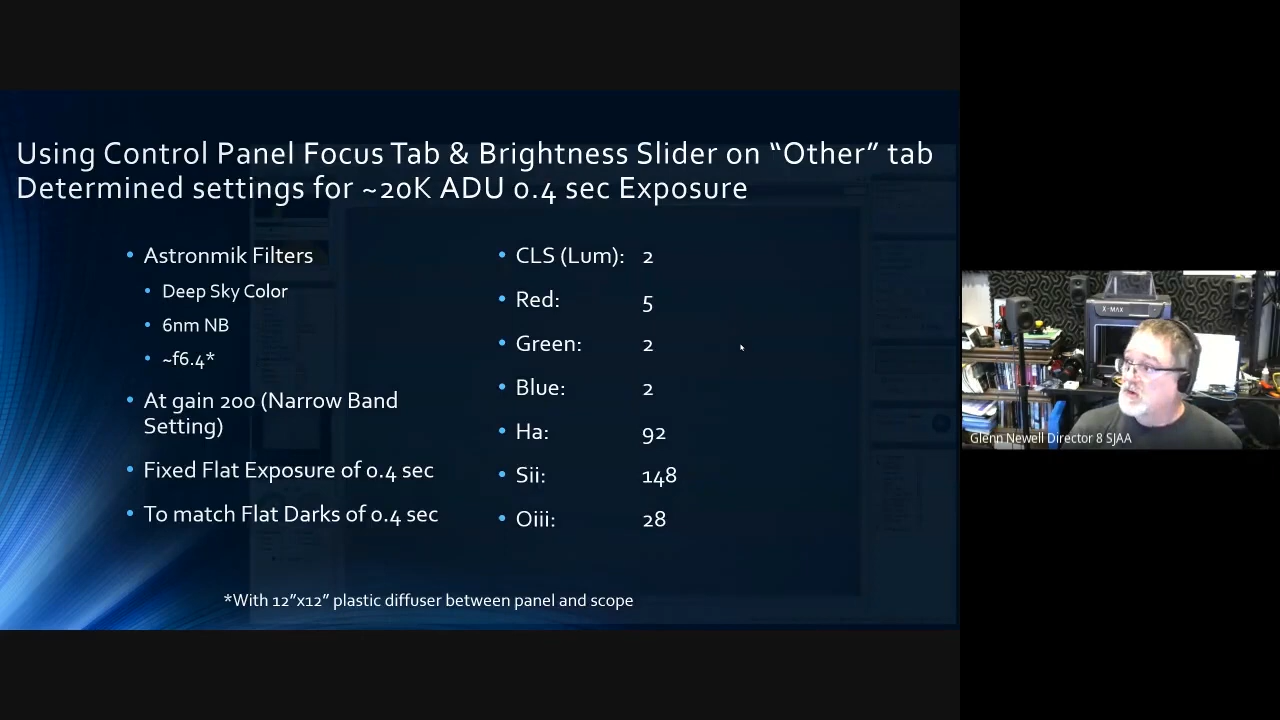 Using Control Panel Focus Tab & Brightness Slider on “Other” tab
Determined settings for ~20K ADU 0.4 sec Exposure
• Astronmik Filters
• Deep Sky Color
• 6nm NB
• ~f6.4*
• At gain 200 (Narrow Band
Setting)
• Fixed Flat Exposure of 0.4 sec
• To match Flat Darks of 0.4 sec
• CLS (Lum): 2
• Red: 5
• Green: 2
• Blue: 2
• Ha: 92
• Sii: 148
• Oiii: 28
*With 12”x12” plastic diffuser between panel and scope
X-MAX
Glenn Newell Director 8 SJAA